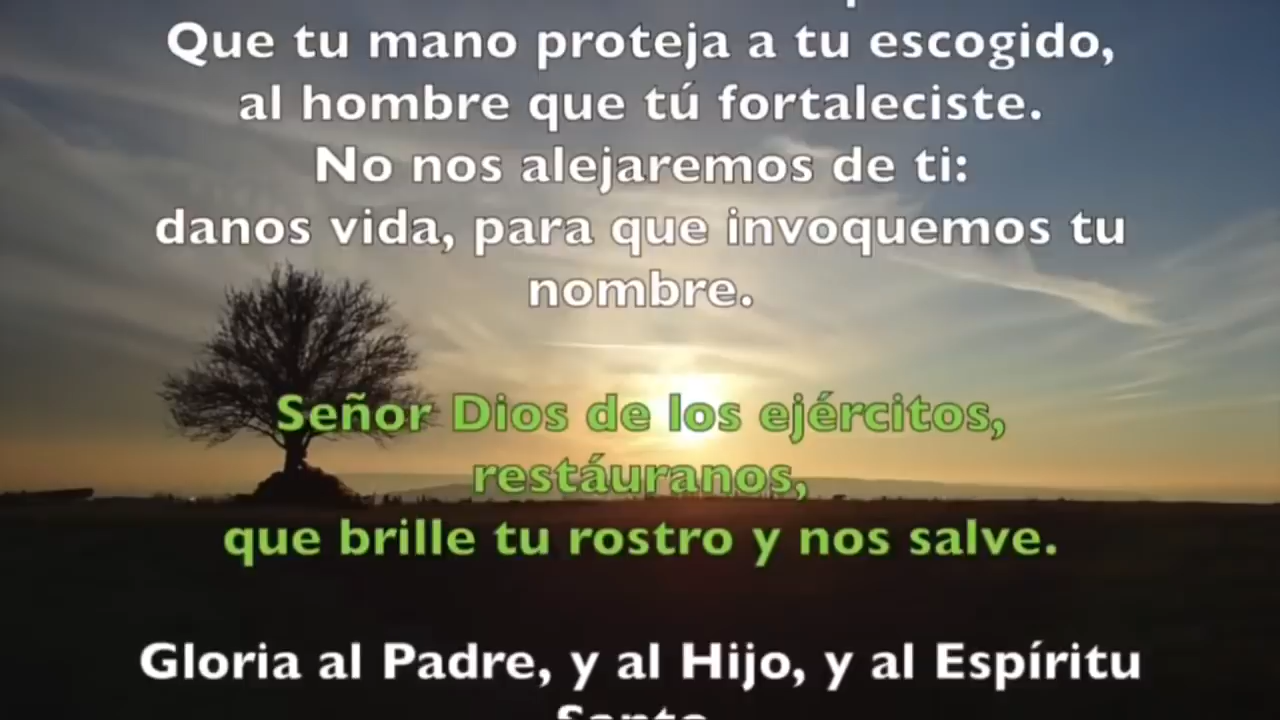 Que tu mano proteja a tu escogido,
al hombre que tú fortaleciste.
No nos alejaremos de ti:
danos vida, para que invoquemos tu
nombre.
Señor Dios de los ejércitos,
restáuranos,
que brille tu rostro y nos salve.
Gloria al Padre, y al Hijo, y al Espíritu